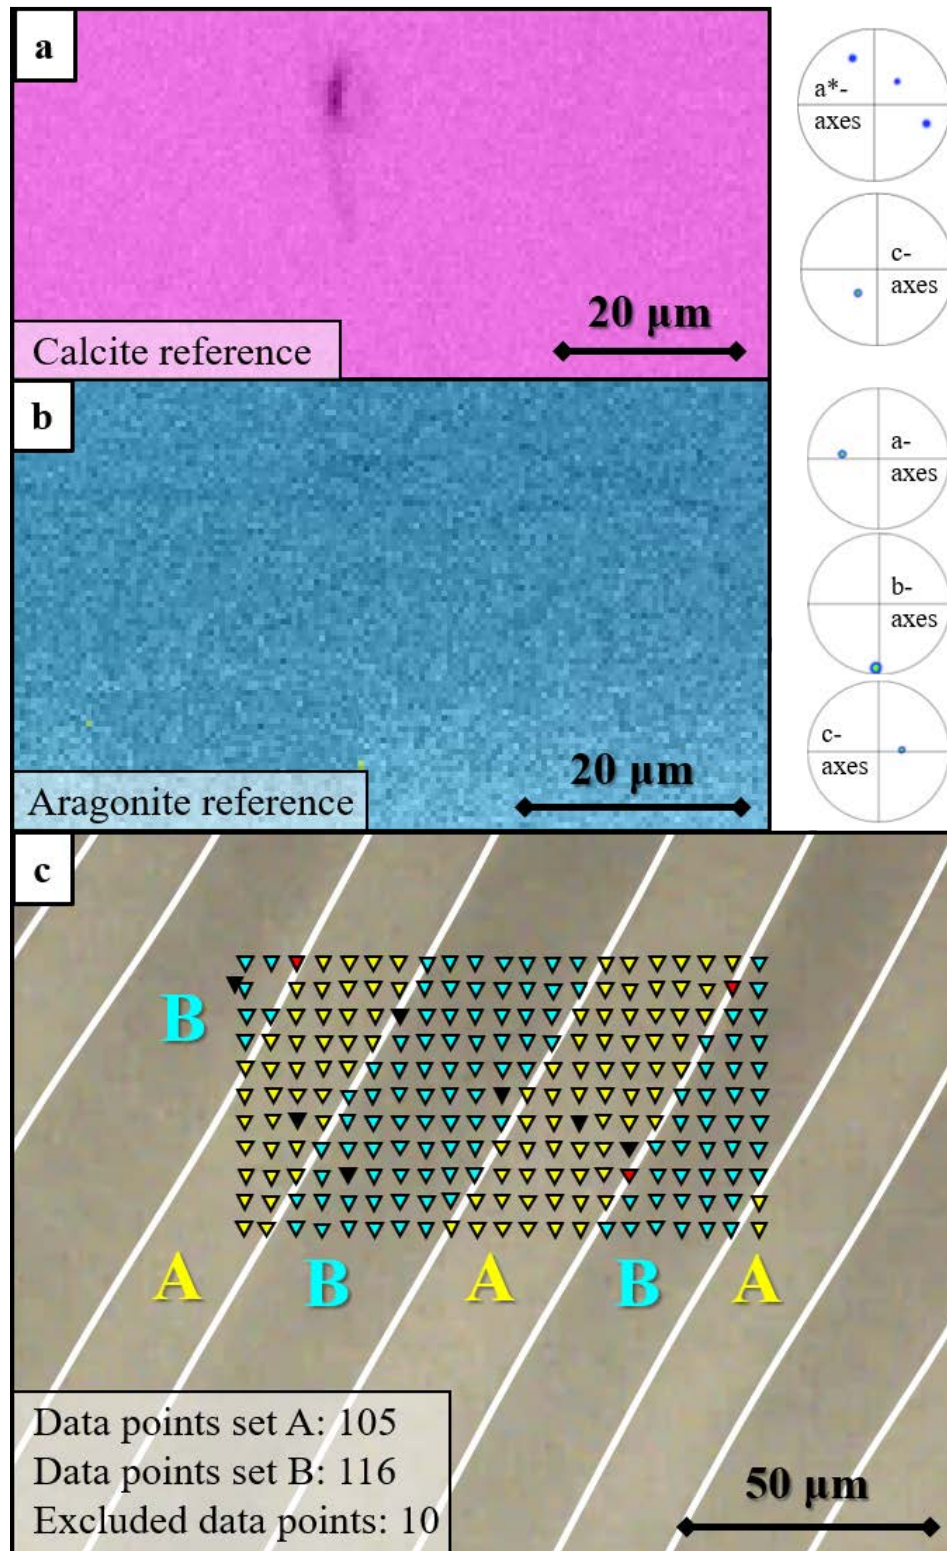 a
a*-
axes
c-
axes
20 μm
Calcite reference
b
a-
axes
b-
axes
c-
axes
20 μm
Aragonite reference
c
B
A
B
A
B
A
Data points set A: 105
Data points set B: 116
Excluded data points: 10
50 μm